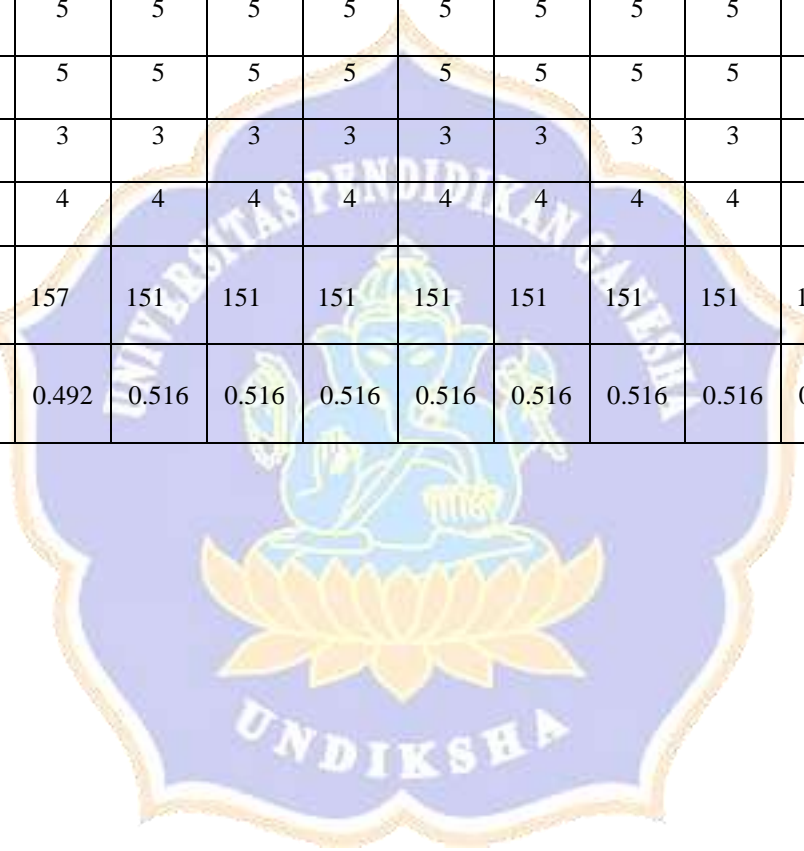 5 5 5 5 5 5 5 5
5 5 5 5 5 5 5 5
3 3 3 3 3 3 3 3
4 4 4 4 4 4 4 4
157 151 151 151 151 151 151 151
0.492 0.516 0.516 0.516 0.516 0.516 0.516 0.516
UNIVERSITAS PENDIDIKAN GANESHA
UNDIKSHA